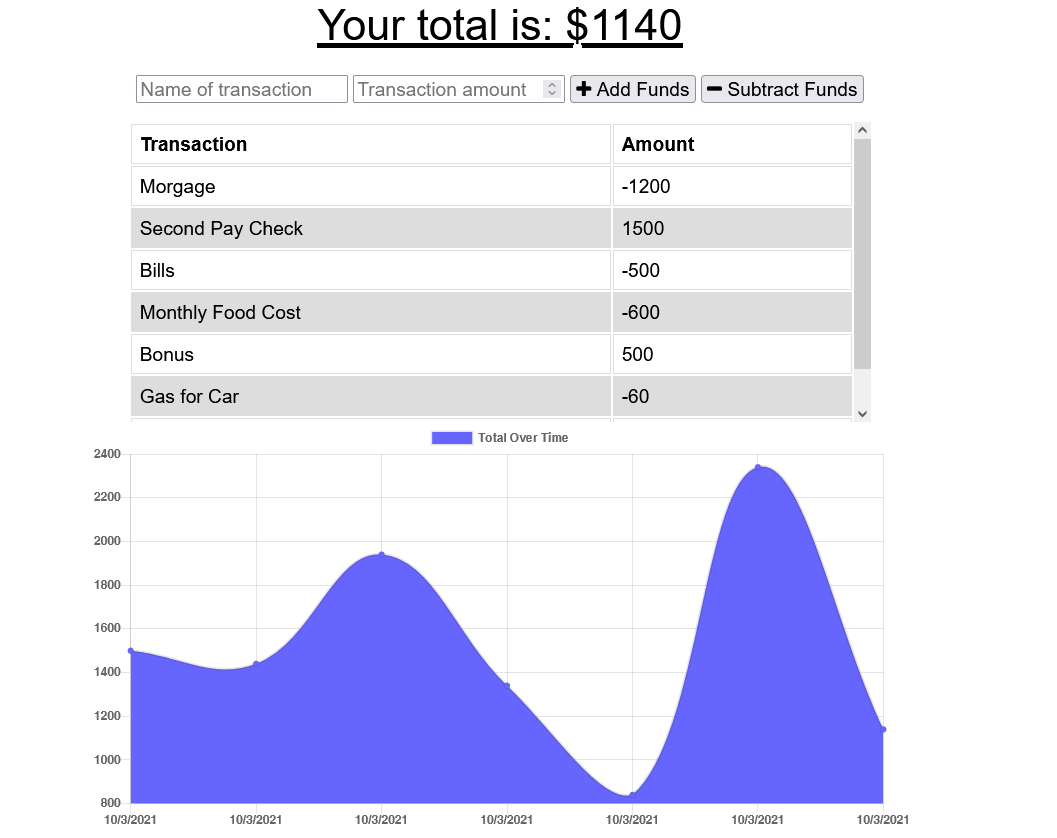 Your total is: $1140
Name of transaction Transaction amount Add Funds Subtract Funds
Transaction Amount
Morgage -1200
Second Pay Check 1500
Bills -500
Monthly Food Cost -600
Bonus 500
Gas for Car -60
Total Over Time
2400
2200
2000
1800
1600
1400
1200
1000
800
10/3/2021 10/3/2021 10/3/2021 10/3/2021 10/3/2021 10/3/2021 10/3/2021